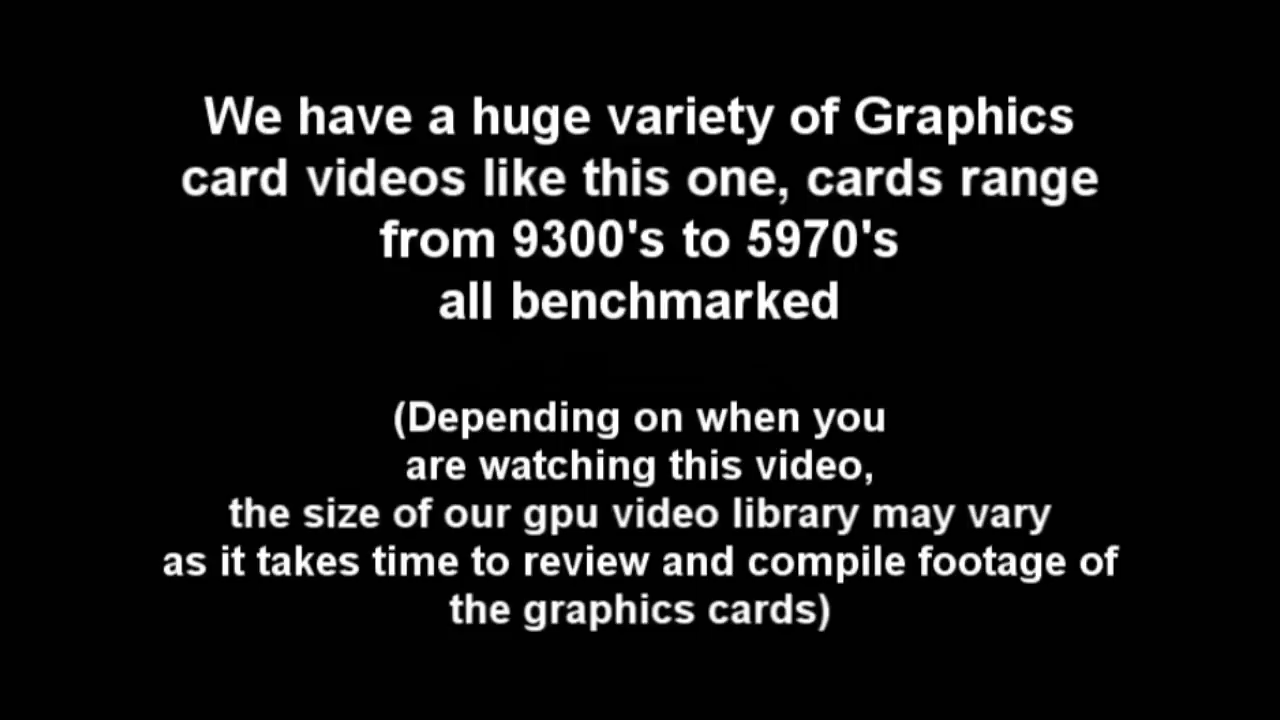 We have a huge variety of Graphics
card videos like this one, cards range
from 9300's to 5970's
all benchmarked
(Depending on when you
are watching this video,
the size of our gpu video library may vary
as it takes time to review and compile footage of
the graphics cards)